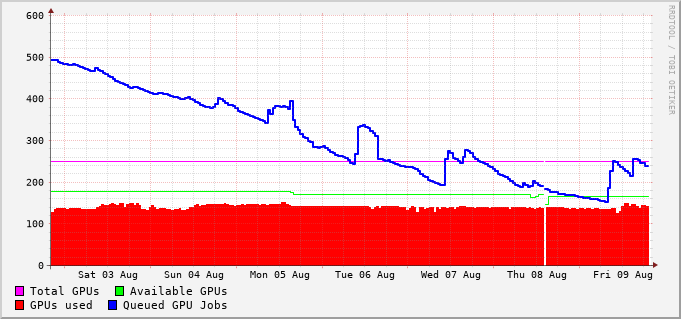 RRDTOOL / TOBI OETIKER
600
500
400
300
200
100
0
Sat 03 Aug Sun 04 Aug Mon 05 Aug Tue 06 Aug Wed 07 Aug Thu 08 Aug Fri 09 Aug
Total GPUs Available GPUs
GPUs used Queued GPU Jobs